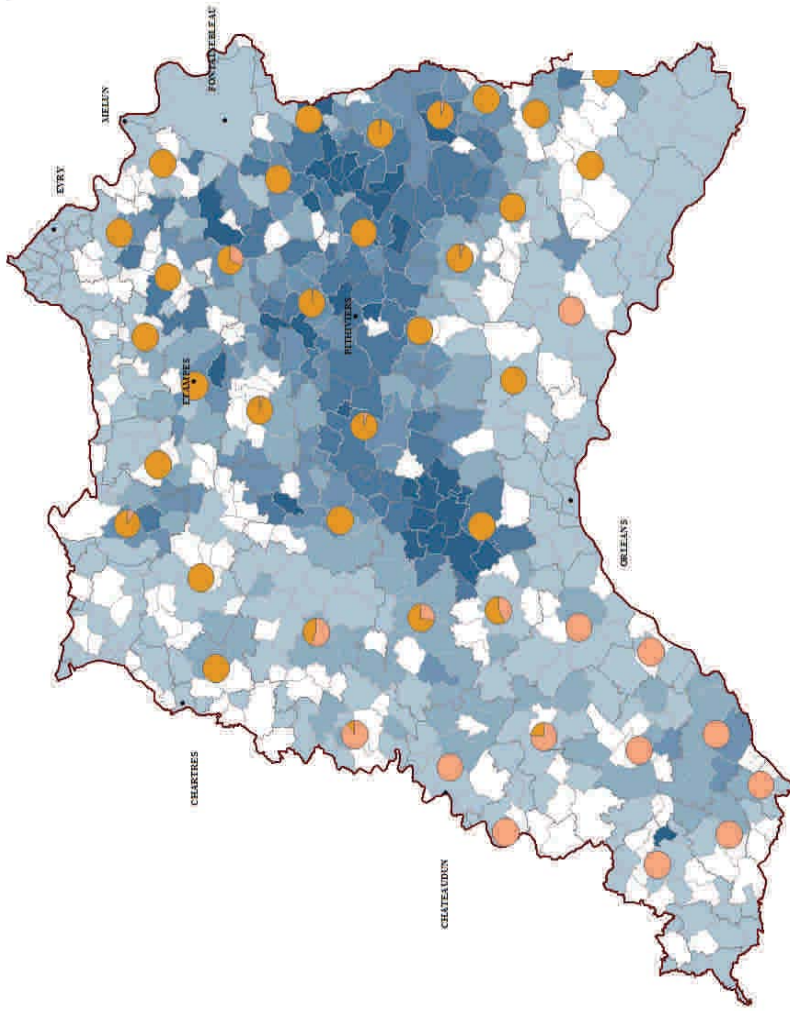 FONTAINEBLEAU
MELUN
EVRY
PITHIVIERS
ETAMPES
ORLEANS
CHARTRES
CHATEAUDUN